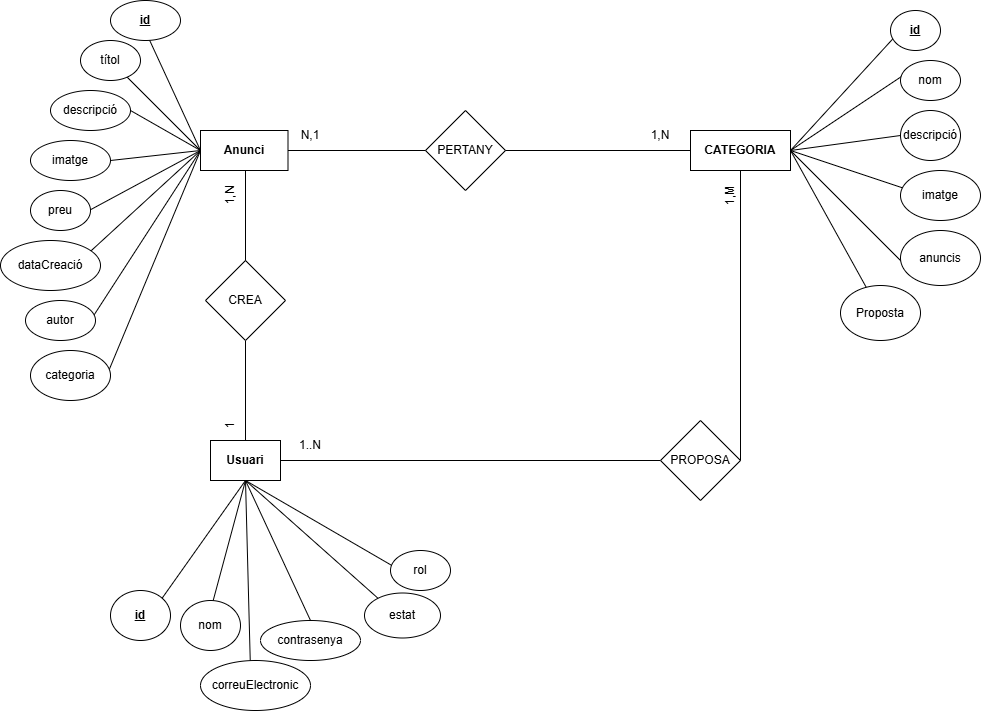 id
títol
descripció
imatge
preu
dataCreació
autor
categoria
Anunci
N,1
PERTANY
1,N
CATEGORIA
id
nom
descripció
imatge
anuncis
Proposta
1,N
CREA
1
1,M
Usuari
1..N
PROPOSA
id
nom
correuElectronic
contrasenya
estat
rol